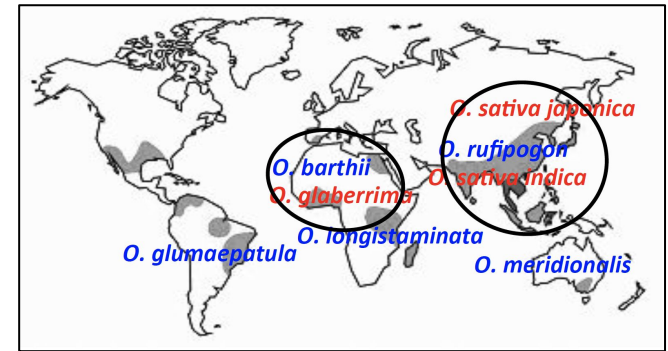 O. sativa japonica
O. rufipogon
O. sativa indica
O. barthii
O. glaberrima
O. longistaminata
O. glumaepatula
O. meridionalis